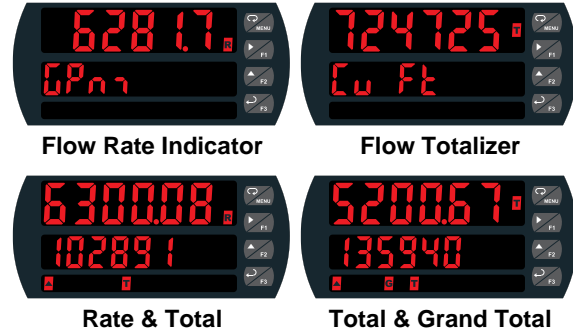 6281.7 R
MENU
F1
GPm
F2
F3
Flow Rate Indicator
724725 T
MENU
F1
Cu Ft
F2
F3
Flow Totalizer
6300.08 R
MENU
F1
102891
F2
T
F3
Rate & Total
5200.67 T
MENU
F1
135940
F2
G T
F3
Total & Grand Total